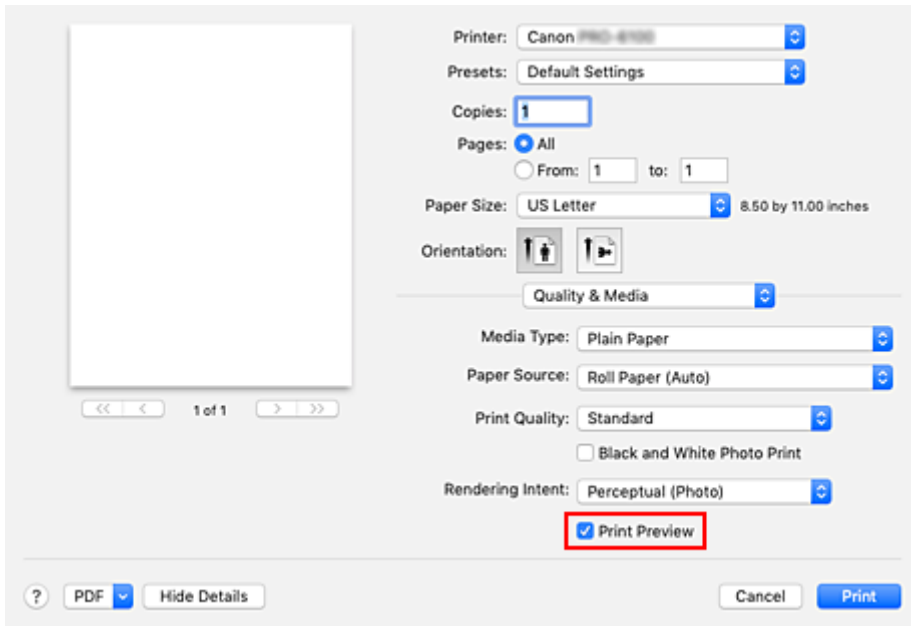 Printer: Canon
Presets: Default Settings
Copies: 1
Pages: All
From: 1 to: 1
Paper Size: US Letter 8.50 by 11.00 inches
Orientation:
Quality & Media
Media Type: Plain Paper
Paper Source: Roll Paper (Auto)
Print Quality: Standard
Black and White Photo Print
Rendering Intent: Perceptual (Photo)
Print Preview
<< < 1 of 1 > >>
? PDF Hide Details Cancel Print